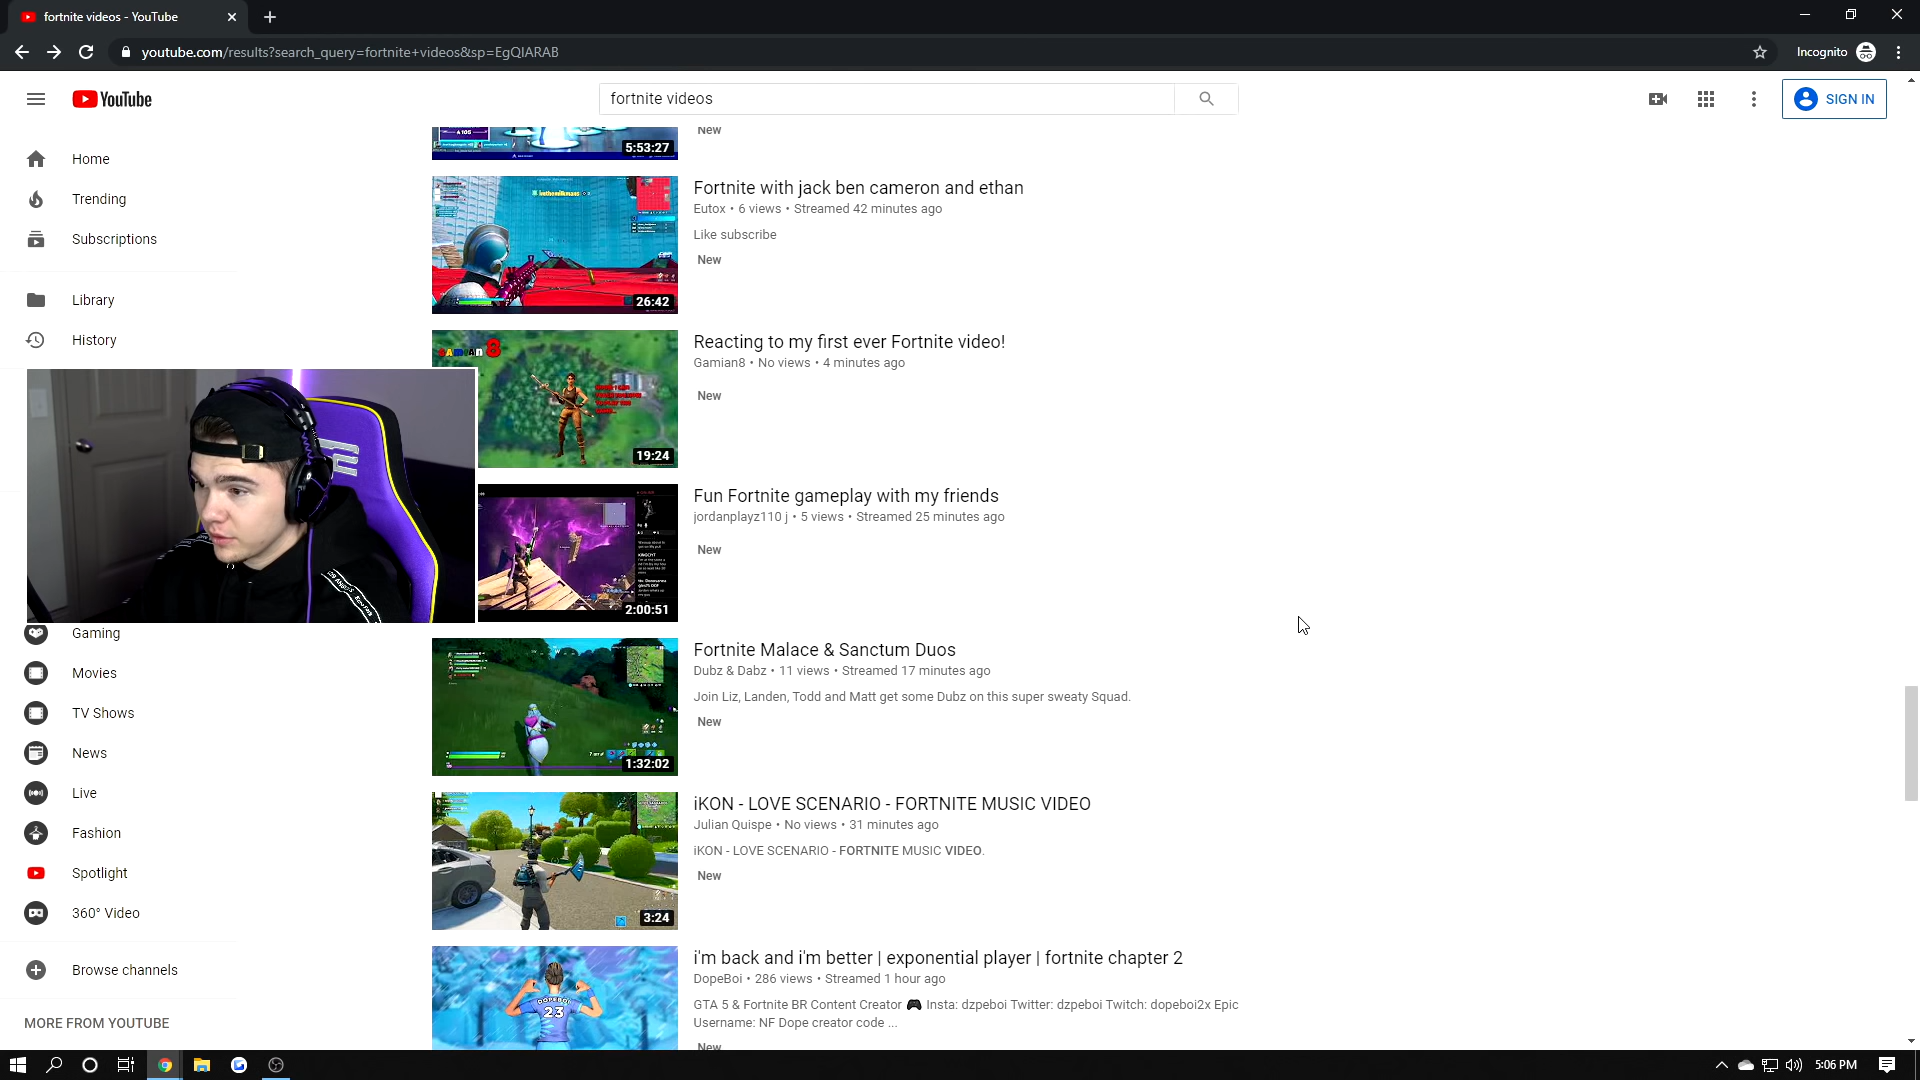 fortnite videos - YouTube
youtube.com/results?search_query=fortnite+videos&sp=EgQIARAB
Incognito
YouTube
fortnite videos
SIGN IN
Home
Trending
Subscriptions
Library
History
Gaming
Movies
TV Shows
News
Live
Fashion
Spotlight
360° Video
Browse channels
MORE FROM YOUTUBE
5:53:27
New
26:42
Fortnite with jack ben cameron and ethan
Eutox • 6 views • Streamed 42 minutes ago
Like subscribe
New
19:24
Reacting to my first ever Fortnite video!
Gamian8 • No views • 4 minutes ago
New
2:00:51
Fun Fortnite gameplay with my friends
jordanplayz110 j • 5 views • Streamed 25 minutes ago
New
1:32:02
Fortnite Malace & Sanctum Duos
Dubz & Dabz • 11 views • Streamed 17 minutes ago
Join Liz, Landen, Todd and Matt get some Dubz on this super sweaty Squad.
New
3:24
iKON - LOVE SCENARIO - FORTNITE MUSIC VIDEO
Julian Quispe • No views • 31 minutes ago
iKON - LOVE SCENARIO - FORTNITE MUSIC VIDEO.
New
DOPEBOI
23
i'm back and i'm better | exponential player | fortnite chapter 2
DopeBoi • 286 views • Streamed 1 hour ago
GTA 5 & Fortnite BR Content Creator 🎮 Insta: dzpeboi Twitter: dzpeboi Twitch: dopeboi2x Epic
Username: NF Dope creator code ...
New
5:06 PM